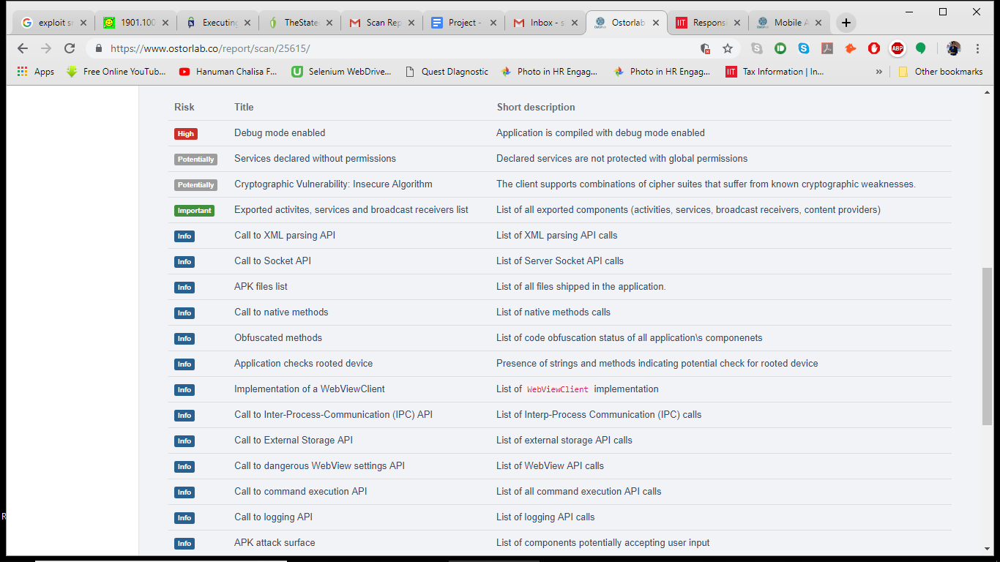 exploit sr
1901.100
Executing
TheState
Scan Rep
Project -
Inbox - s
Ostorlab
Respons
Mobile A
https://www.ostorlab.co/report/scan/25615/
ABP
Apps
Free Online YouTub...
Hanuman Chalisa F...
Selenium WebDrive...
Quest DIagnostic
Photo in HR Engag...
Photo in HR Engag...
IIT Tax Information | In...
»
Other bookmarks
Risk Title Short description
High Debug mode enabled Application is compiled with debug mode enabled
Potentially Services declared without permissions Declared services are not protected with global permissions
Potentially Cryptographic Vulnerability: Insecure Algorithm The client supports combinations of cipher suites that suffer from known cryptographic weaknesses.
Important Exported activites, services and broadcast receivers list List of all exported components (activities, services, broadcast receivers, content providers)
Info Call to XML parsing API List of XML parsing API calls
Info Call to Socket API List of Server Socket API calls
Info APK files list List of all files shipped in the application.
Info Call to native methods List of native methods calls
Info Obfuscated methods List of code obfuscation status of all application\s componenets
Info Application checks rooted device Presence of strings and methods indicating potential check for rooted device
Info Implementation of a WebViewClient List of WebViewClient implementation
Info Call to Inter-Process-Communication (IPC) API List of Interp-Process Communication (IPC) calls
Info Call to External Storage API List of external storage API calls
Info Call to dangerous WebView settings API List of WebView API calls
Info Call to command execution API List of all command execution API calls
Info Call to logging API List of logging API calls
Info APK attack surface List of components potentially accepting user input